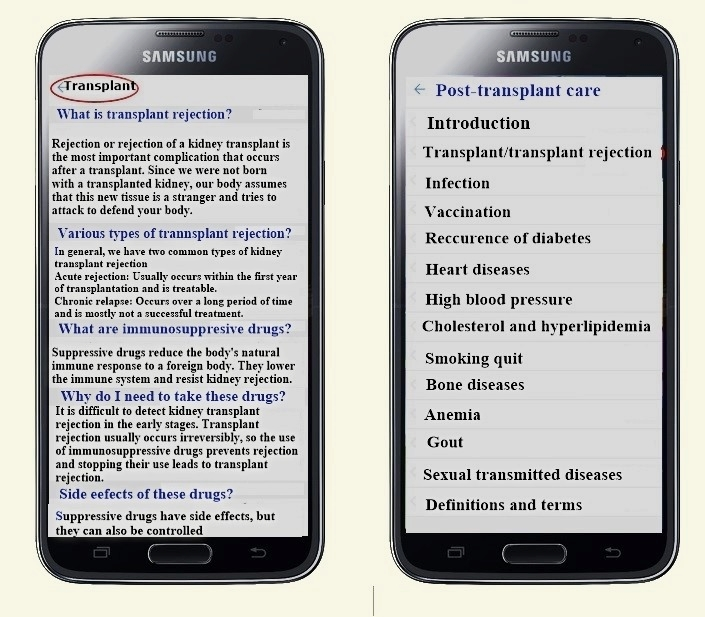 SAMSUNG
Transplant
What is transplant rejection?
Rejection or rejection of a kidney transplant is
the most important complication that occurs
after a transplant. Since we were not born
with a transplanted kidney, our body assumes
that this new tissue is a stranger and tries to
attack to defend your body.
Various types of trannsplant rejection?
In general, we have two common types of kidney
transplant rejection
Acute rejection: Usually occurs within the first year
of transplantation and is treatable.
Chronic relapse: Occurs over a long period of time
and is mostly not a successful treatment.
What are immunosuppresive drugs?
Suppressive drugs reduce the body's natural
immune response to a foreign body. They lower
the immune system and resist kidney rejection.
Why do I need to take these drugs?
It is difficult to detect kidney transplant
rejection in the early stages. Transplant
rejection usually occurs irreversibly, so the use
of immunosuppressive drugs prevents rejection
and stopping their use leads to transplant
rejection.
Side eefects of these drugs?
Suppressive drugs have side effects, but
they can also be controlled
SAMSUNG
Post-transplant care
Introduction
Transplant/transplant rejection
Infection
Vaccination
Reccurence of diabetes
Heart diseases
High blood pressure
Cholesterol and hyperlipidemia
Smoking quit
Bone diseases
Anemia
Gout
Sexual transmitted diseases
Definitions and terms